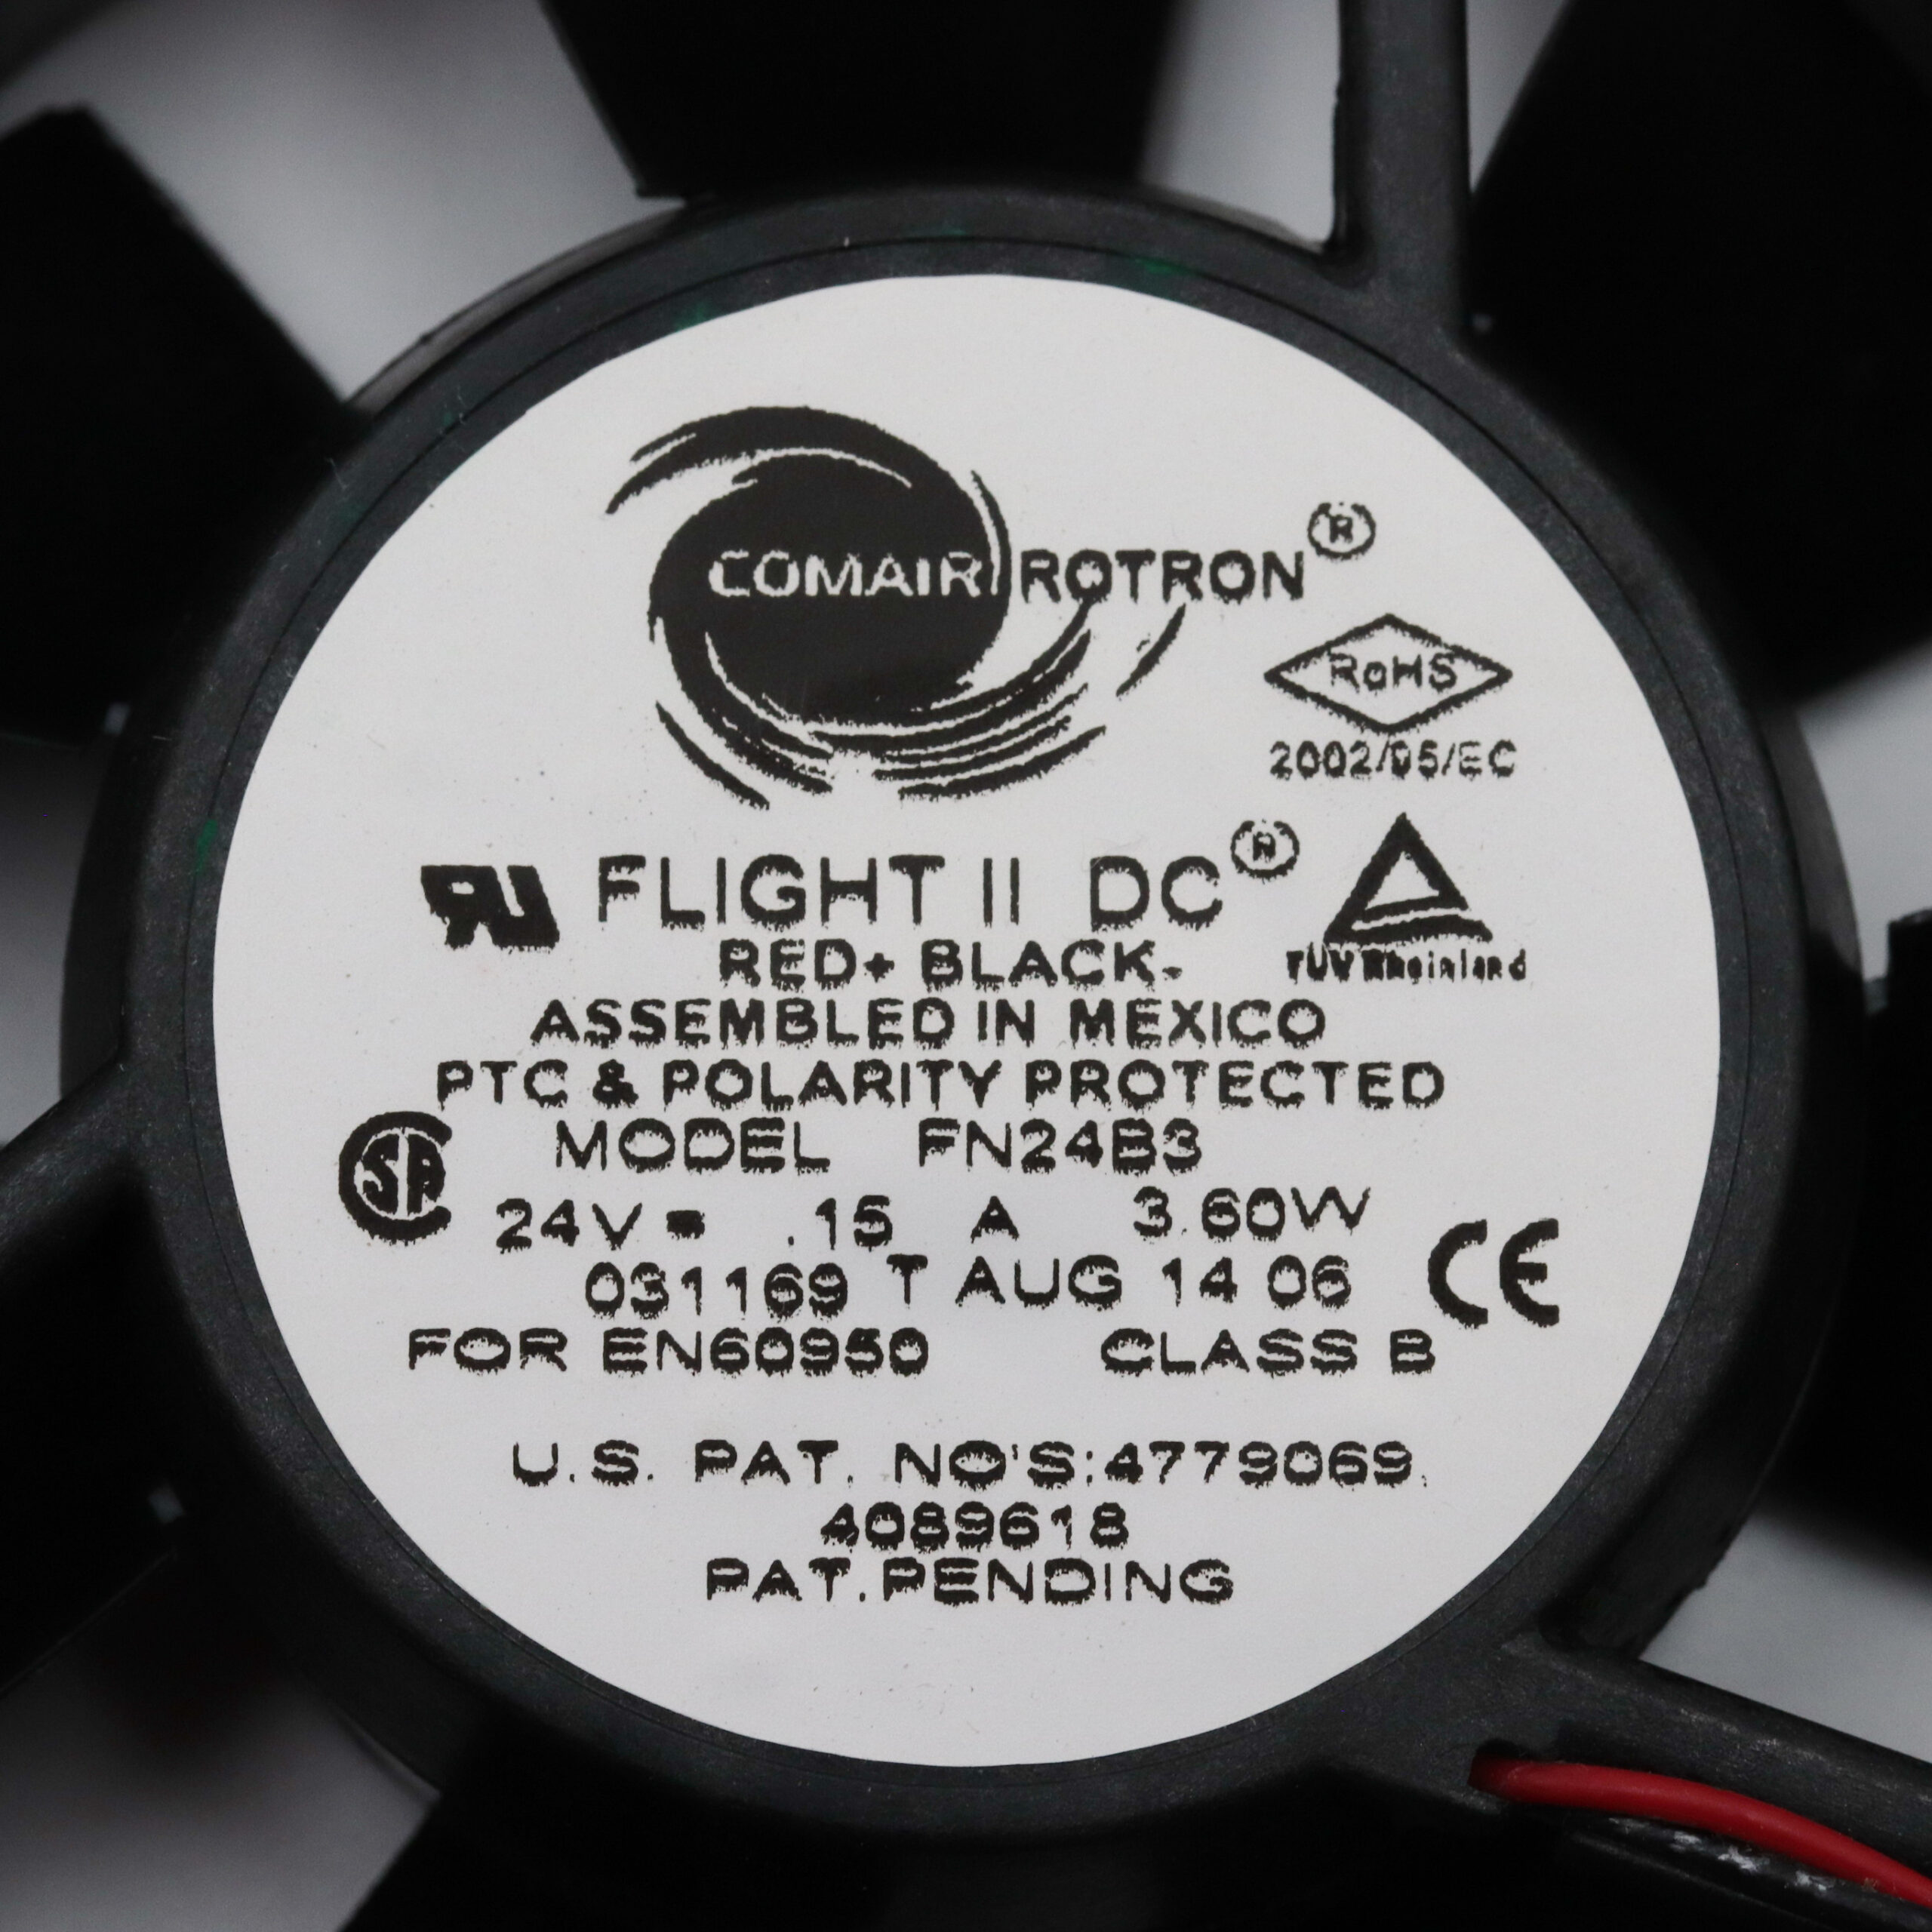 COMAIR ROTRON®
RoHS
2002/95/EC
FLIGHT II DC®
RED+ BLACK-
TÜV Rheinland
ASSEMBLED IN MEXICO
PTC & POLARITY PROTECTED
MODEL FN24B3
24V .15 A 3.60W
031169 T AUG 14 06
CE
FOR EN60950 CLASS B
U.S. PAT. NO'S:4779069,
4089618
PAT.PENDING